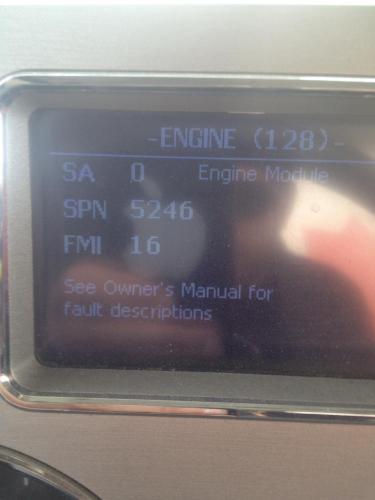 -ENGINE (128)-
SA 0 Engine Module
SPN 5246
FMI 16
See Owner's Manual for
fault descriptions